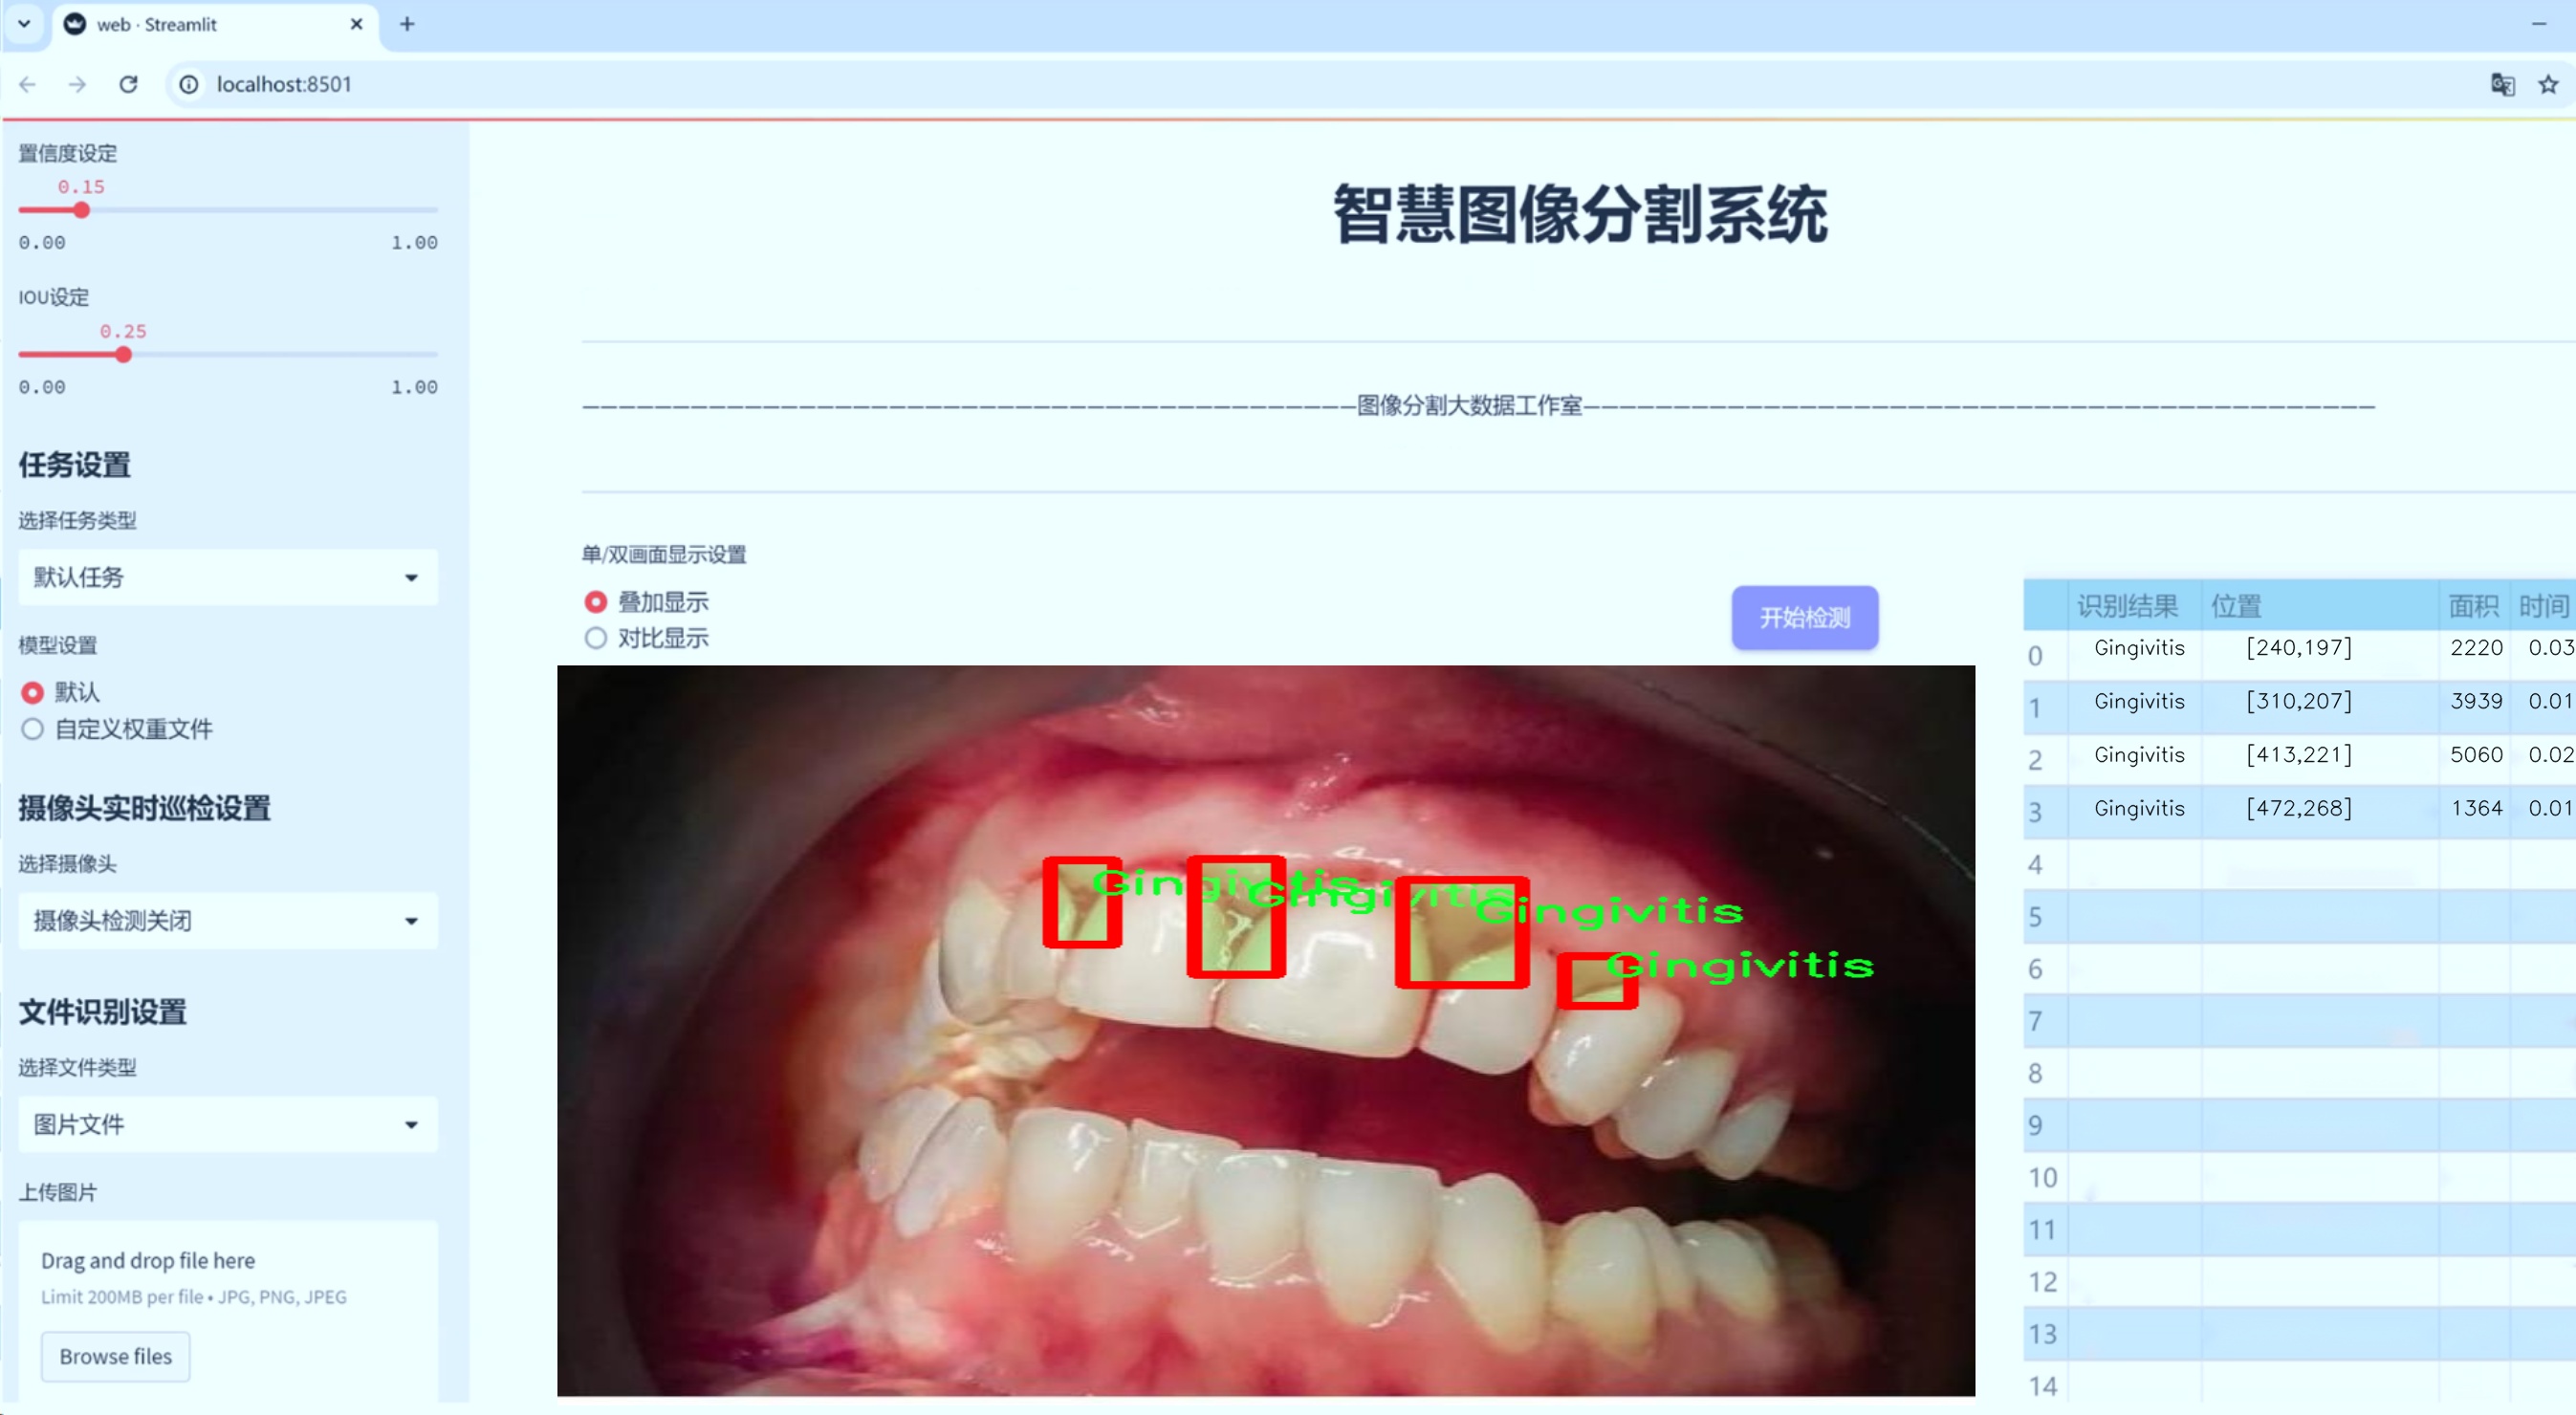 web · Streamlit
localhost:8501
置信度设定
0.15
0.00 1.00
IOU设定
0.25
0.00 1.00
任务设置
选择任务类型
默认任务
模型设置
默认
自定义权重文件
摄像头实时巡检设置
选择摄像头
摄像头检测关闭
文件识别设置
选择文件类型
图片文件
上传图片
Drag and drop file here
Limit 200MB per file • JPG, PNG, JPEG
Browse files
智慧图像分割系统
———————————————————————————————————————————图像分割大数据工作室————————————————————————————————————————————
单/双画面显示设置
叠加显示
对比显示
开始检测
Gingivitis
Gingivitis
Gingivitis
Gingivitis
识别结果 位置 面积 时间
0 Gingivitis [240,197] 2220 0.03
1 Gingivitis [310,207] 3939 0.01
2 Gingivitis [413,221] 5060 0.02
3 Gingivitis [472,268] 1364 0.01
4
5
6
7
8
9
10
11
12
13
14